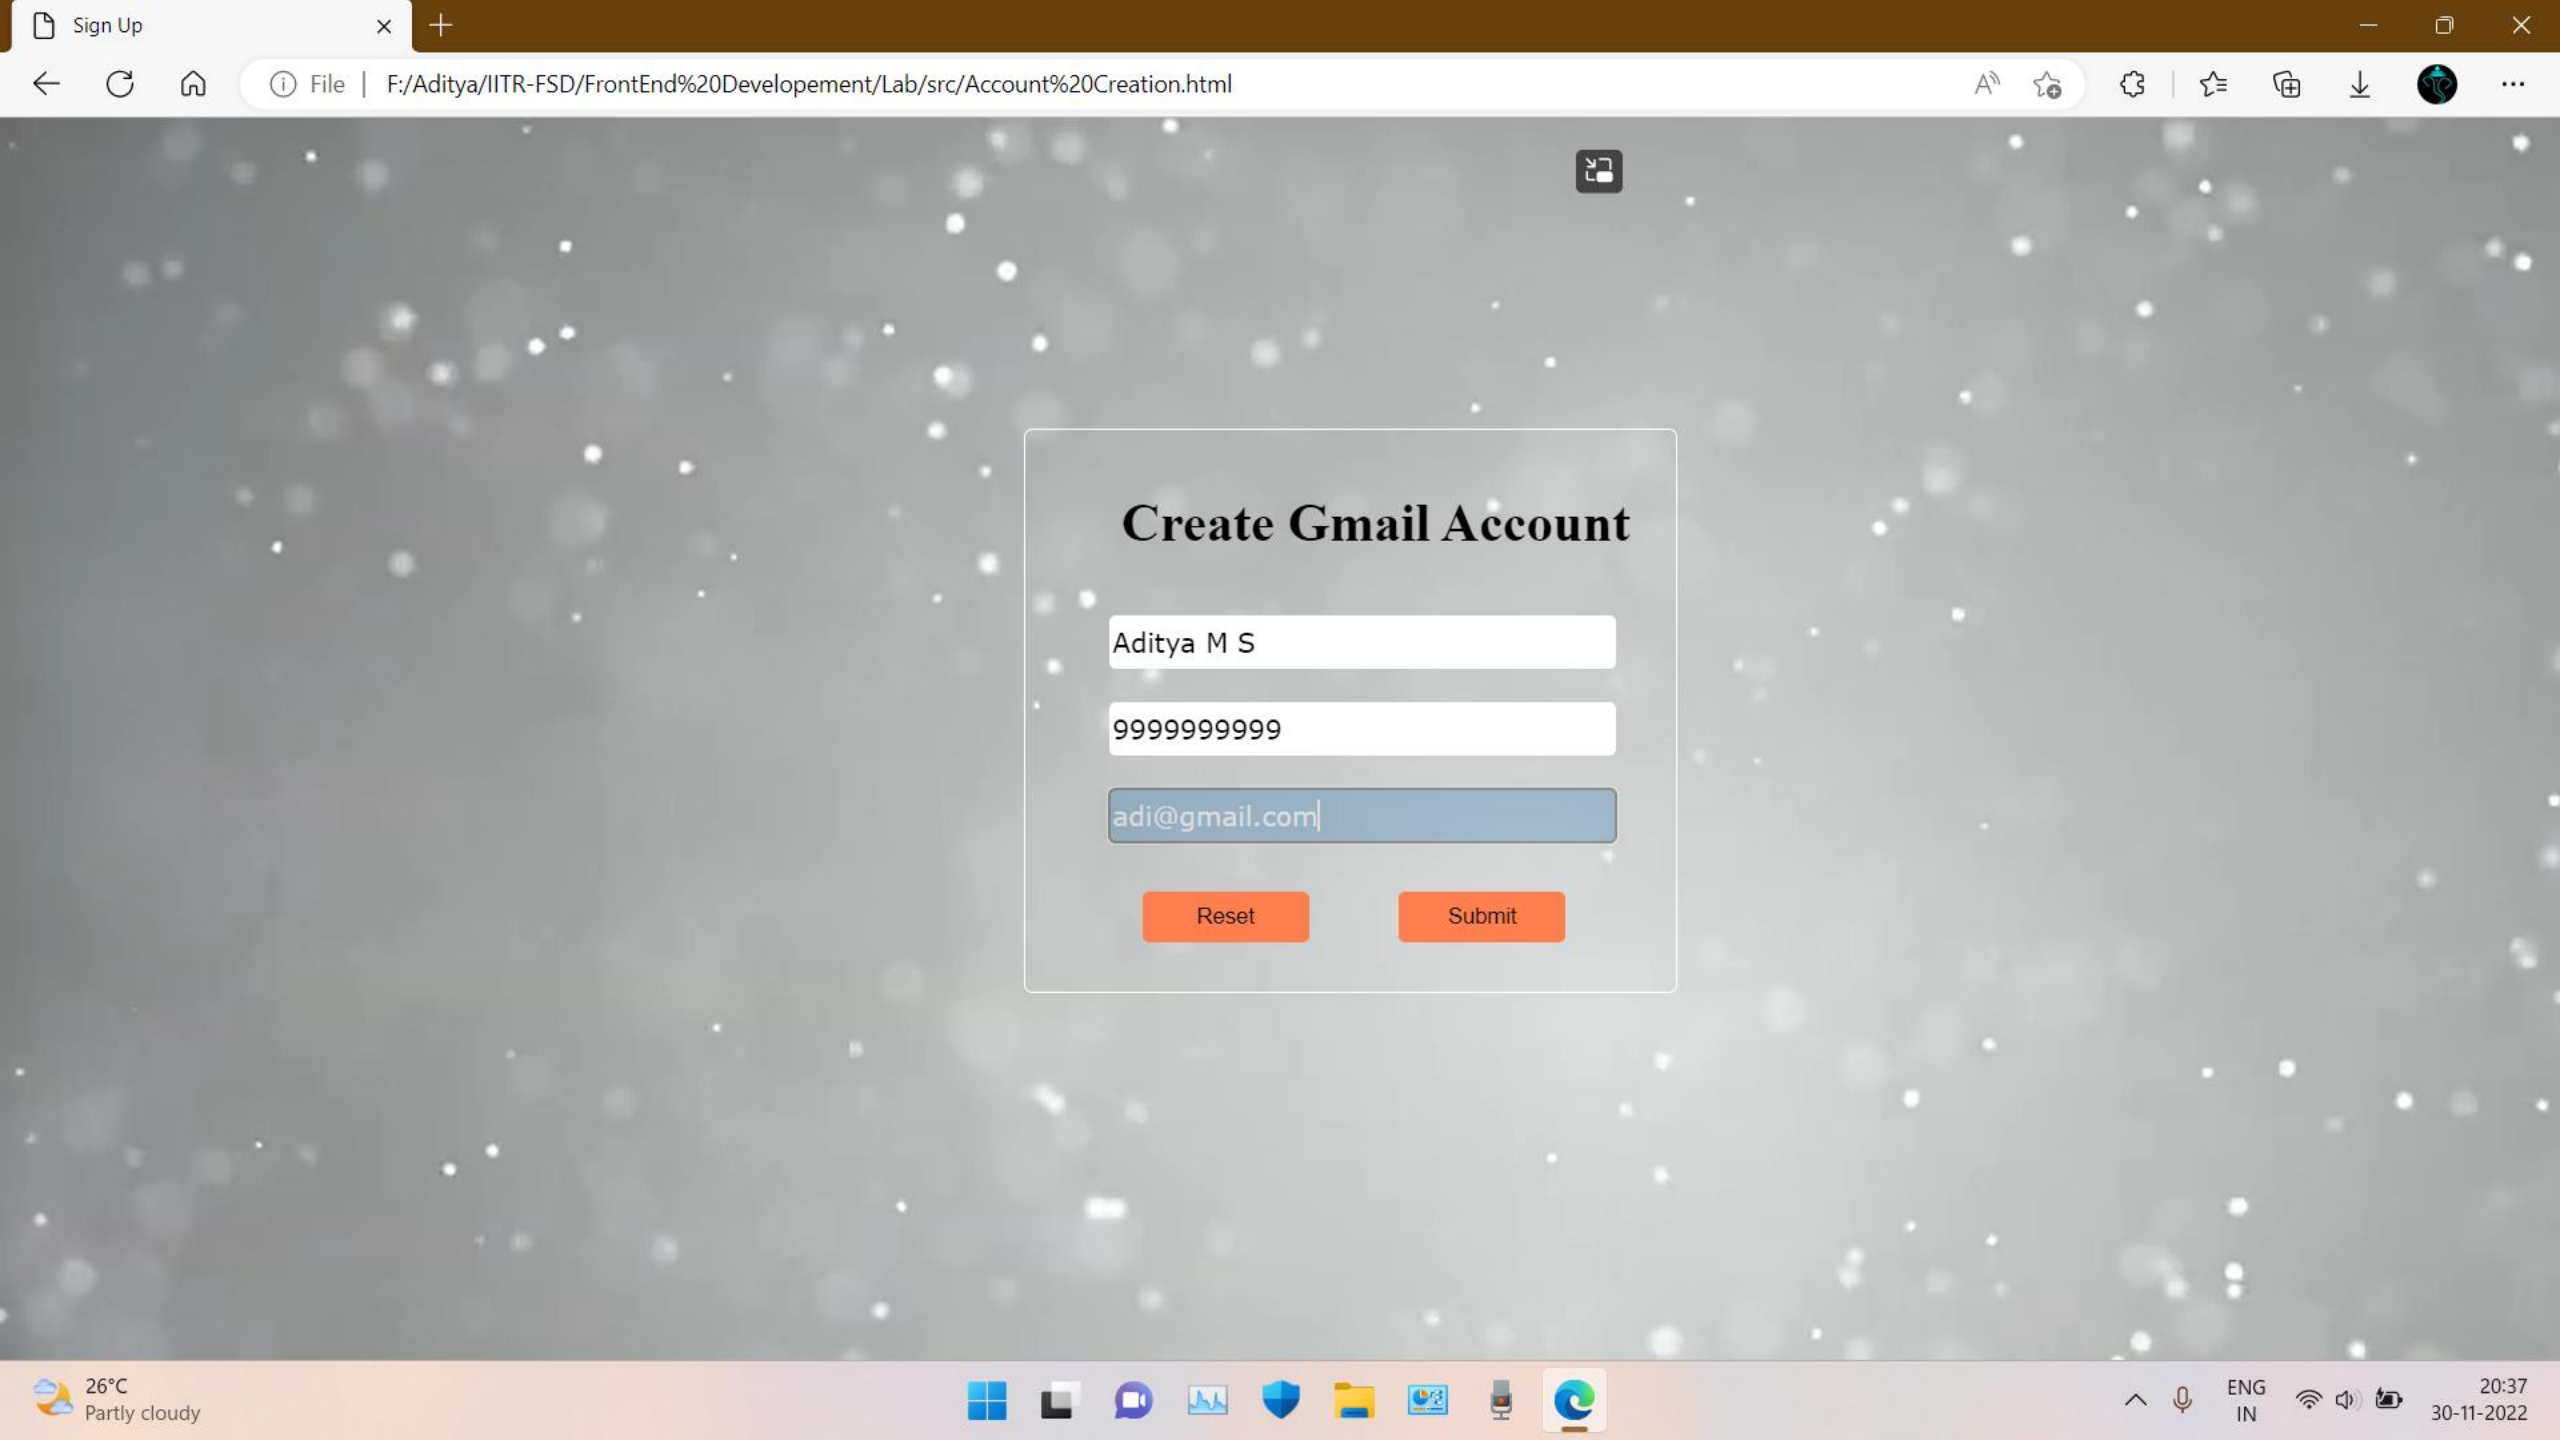 Sign Up
File
F:/Aditya/IITR-FSD/FrontEnd%20Developement/Lab/src/Account%20Creation.html
Create Gmail Account
Aditya M S
9999999999
adi@gmail.com
Reset Submit
26°C
Partly cloudy
ENG
IN
20:37
30-11-2022